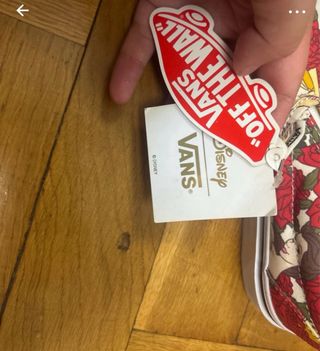 VANS
"OFF THE WALL"
Disney
VANS
© DISNEY